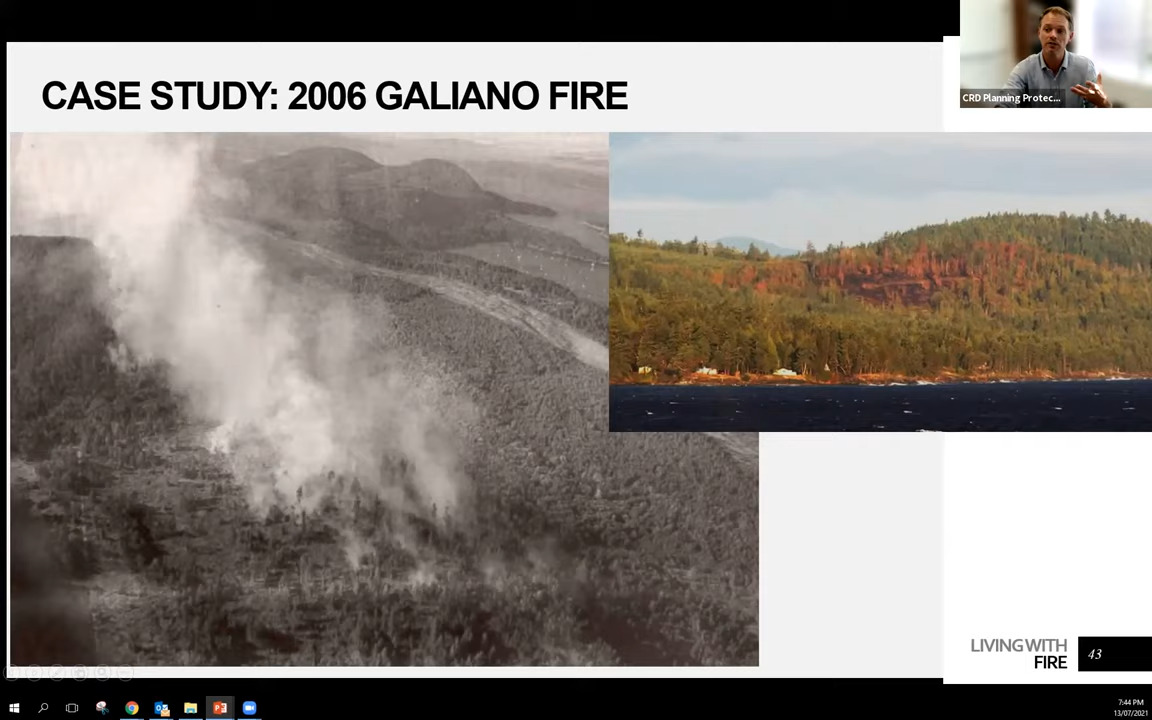 CASE STUDY: 2006 GALIANO FIRE
CRD Planning Protec...
LIVING WITH
FIRE
43
7:44 PM
13/07/2021